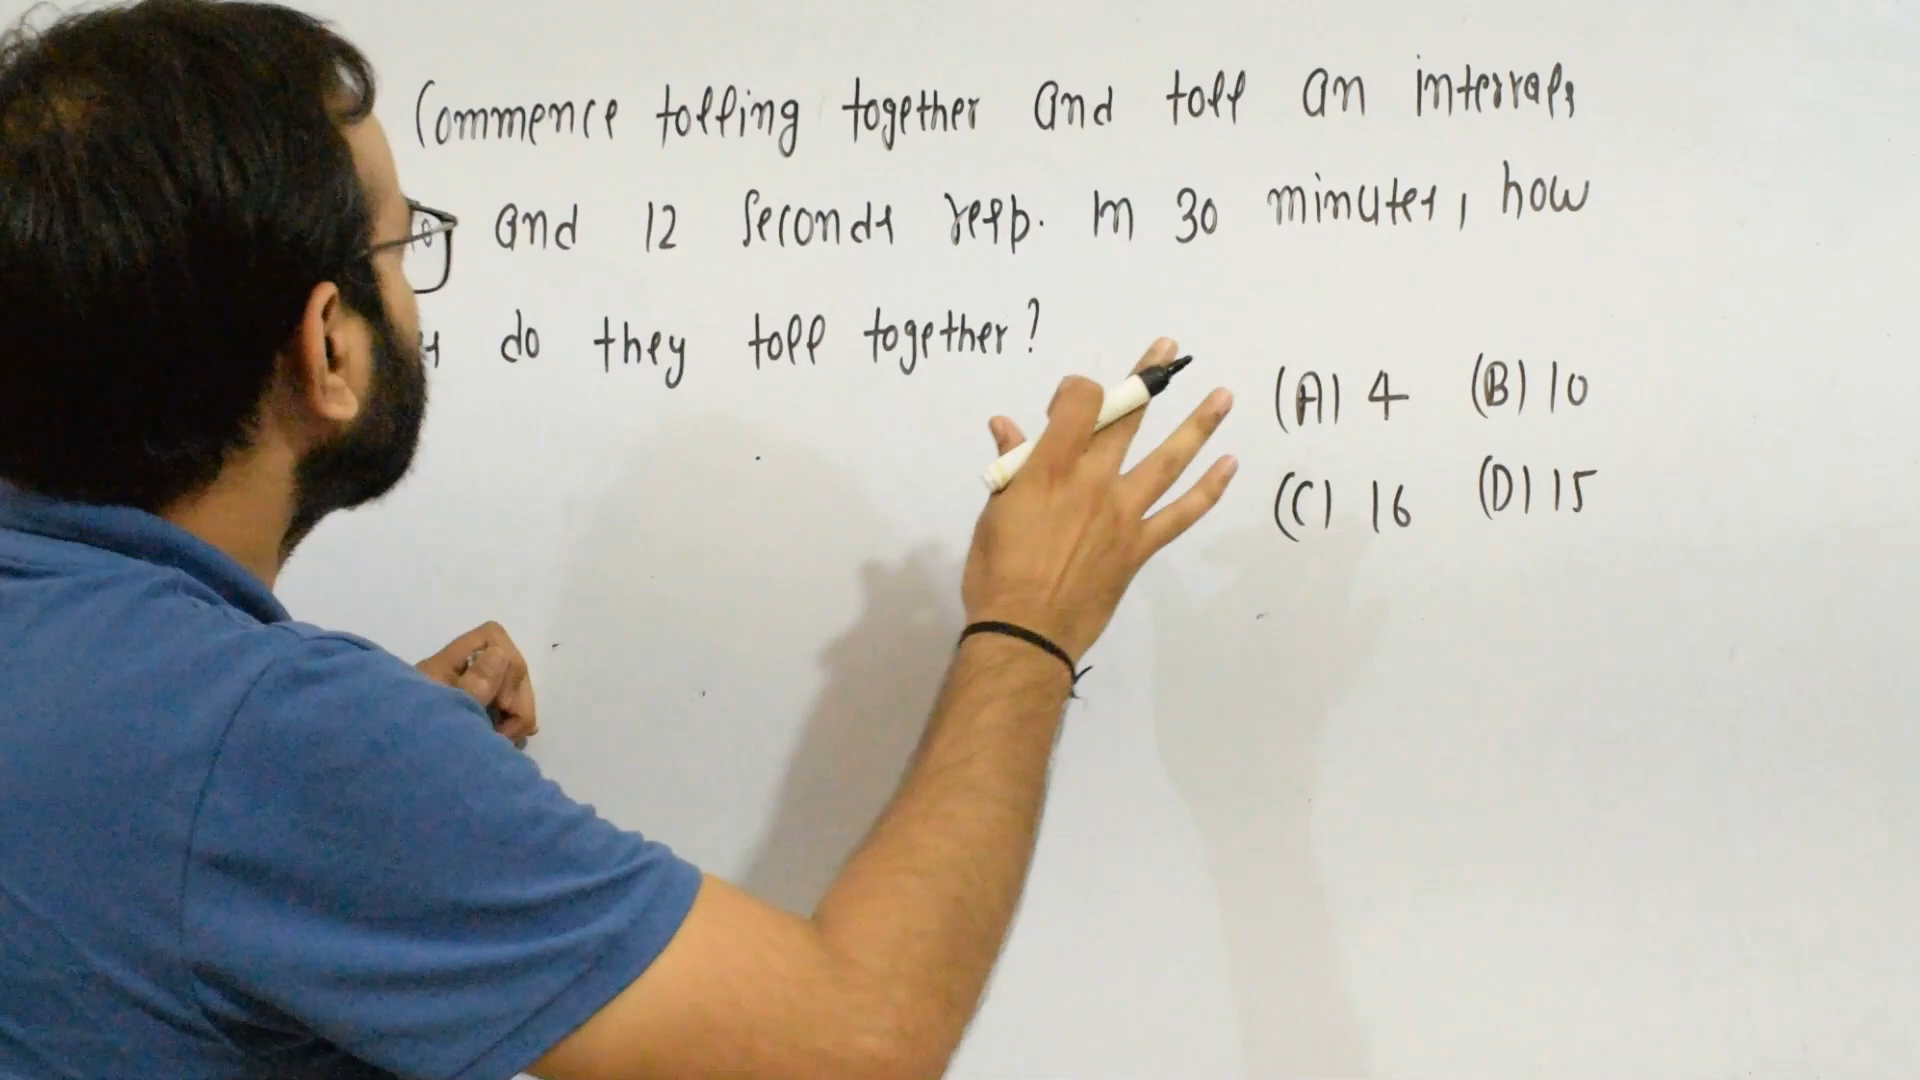 Commence tolling together and toll an intervals
and 12 seconds resp. In 30 minutes, how
do they toll together?
(A) 4 (B) 10
(C) 16 (D) 15